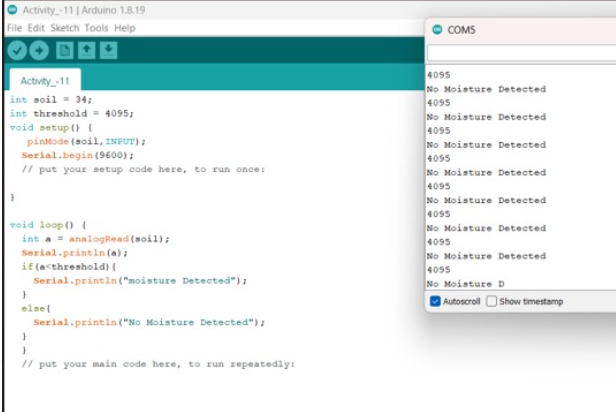 Activity_-11 | Arduino 1.8.19
File Edit Sketch Tools Help
Activity_-11
int soil = 34;
int threshold = 4095;
void setup() {
pinMode(soil,INPUT);
Serial.begin(9600);
// put your setup code here, to run once:
}
void loop() {
int a = analogRead(soil);
Serial.println(a);
if(a<threshold){
Serial.println("moisture Detected");
}
else{
Serial.println("No Moisture Detected");
}
}
// put your main code here, to run repeatedly:
COM5
4095
No Moisture Detected
4095
No Moisture Detected
4095
No Moisture Detected
4095
No Moisture Detected
4095
No Moisture Detected
4095
No Moisture Detected
4095
No Moisture Detected
4095
No Moisture D
Autoscroll Show timestamp